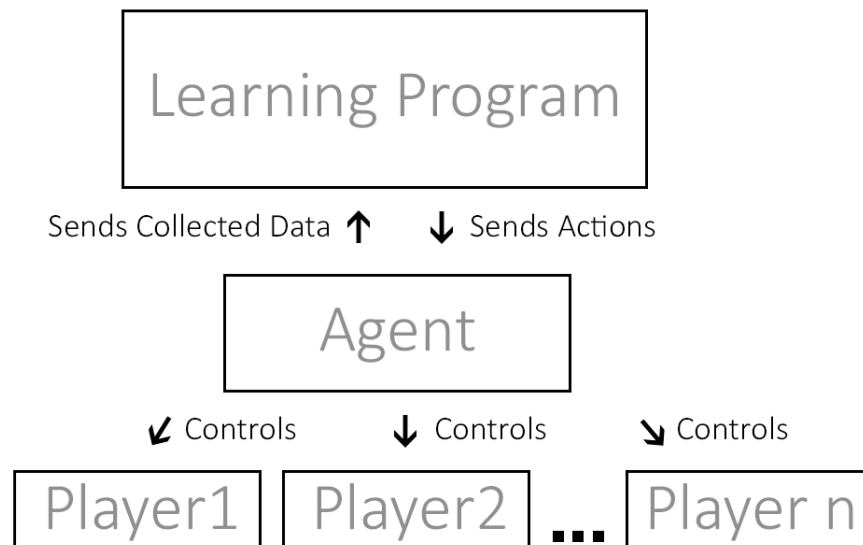 Learning Program
Sends Collected Data ↑ ↓ Sends Actions
Agent
↙ Controls ↓ Controls ↘ Controls
Player1 Player2 ... Player n